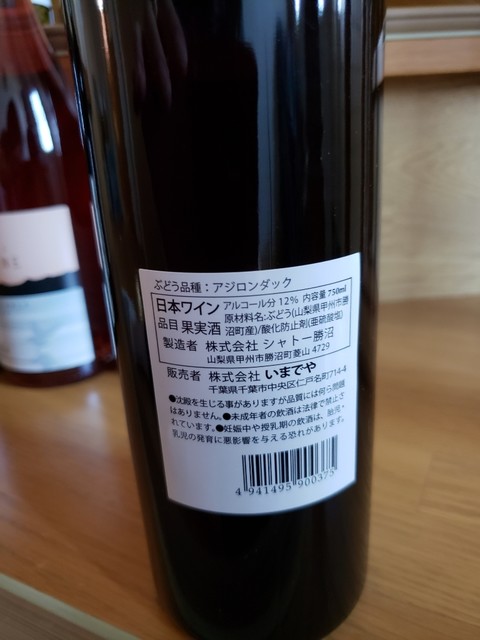 ぶどう品種：アジロンダック
日本ワイン アルコール分 12% 内容量 750ml
品目 果実酒 原材料名:ぶどう(山梨県甲州市勝
沼町産)/酸化防止剤(亜硫酸塩)
製造者 株式会社 シャトー勝沼
山梨県甲州市勝沼町菱山 4729
販売者 株式会社 いまでや
千葉県千葉市中央区仁戸名町714-4
●沈殿を生じる事がありますが品質には何ら問題
はありません。●未成年者の飲酒は法律で禁止さ
れています。●妊娠中や授乳期の飲酒は、胎児・
乳児の発育に悪影響を与える恐れがあります。
4 941495 900375